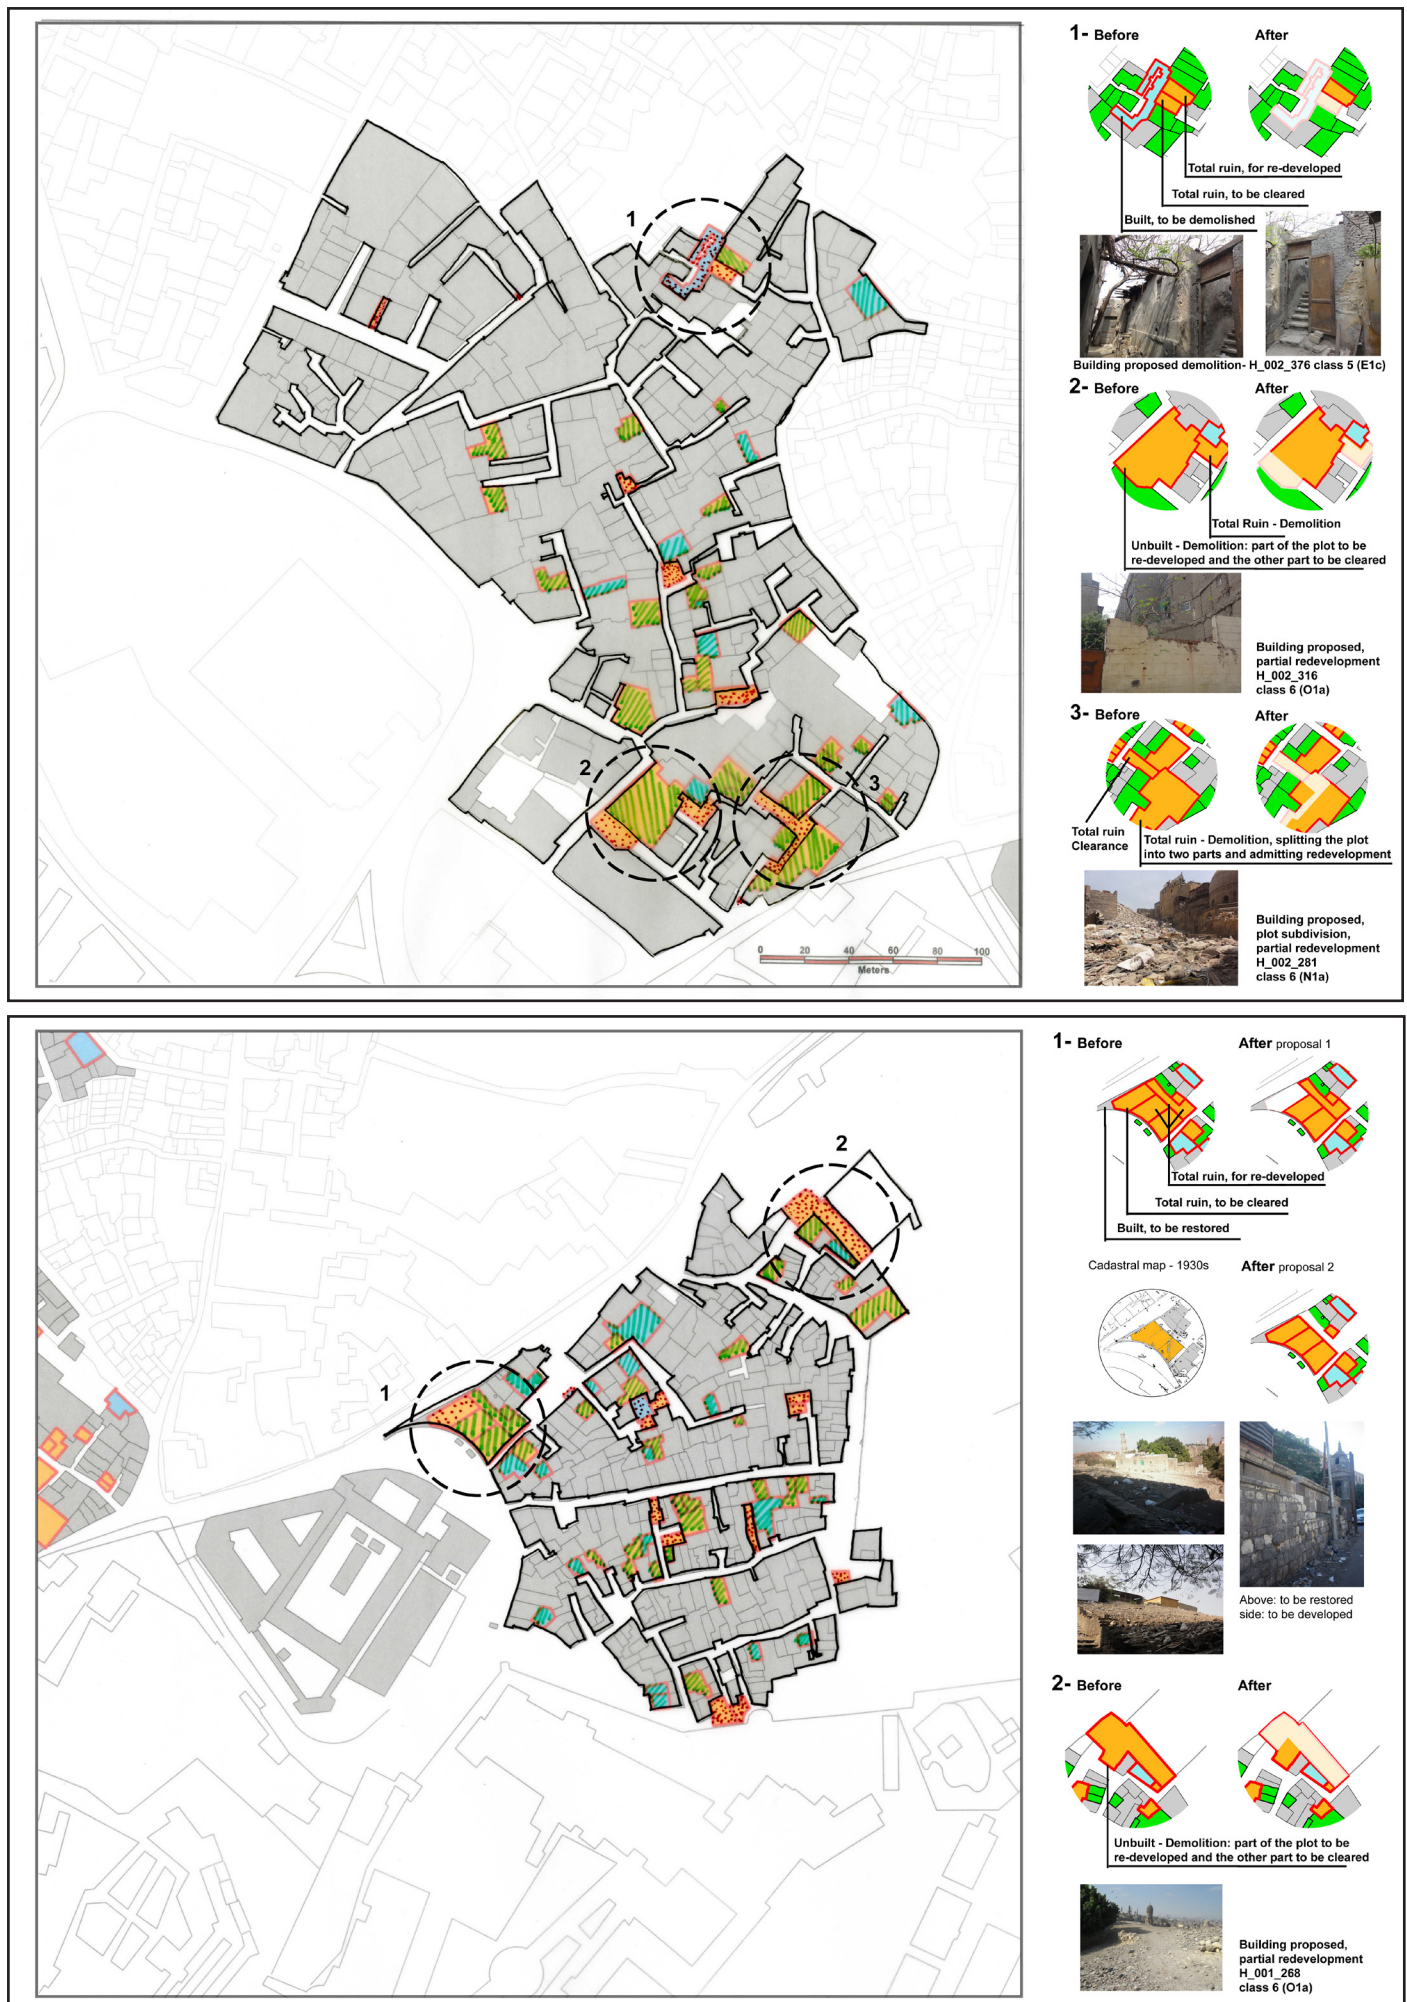 1
2
3
0 20 40 60 80 100
Meters
1- Before
After
Total ruin, for re-developed
Total ruin, to be cleared
Built, to be demolished
Building proposed demolition- H_002_376 class 5 (E1c)
2- Before
After
Total Ruin - Demolition
Unbuilt - Demolition: part of the plot to be
re-developed and the other part to be cleared
Building proposed,
partial redevelopment
H_002_316
class 6 (O1a)
3- Before
After
Total ruin
Clearance
Total ruin - Demolition, splitting the plot
into two parts and admitting redevelopment
Building proposed,
plot subdivision,
partial redevelopment
H_002_281
class 6 (N1a)
2
1
1- Before
After proposal 1
Total ruin, for re-developed
Total ruin, to be cleared
Built, to be restored
Cadastral map - 1930s
After proposal 2
Above: to be restored
side: to be developed
2- Before
After
Unbuilt - Demolition: part of the plot to be
re-developed and the other part to be cleared
Building proposed,
partial redevelopment
H_001_268
class 6 (O1a)